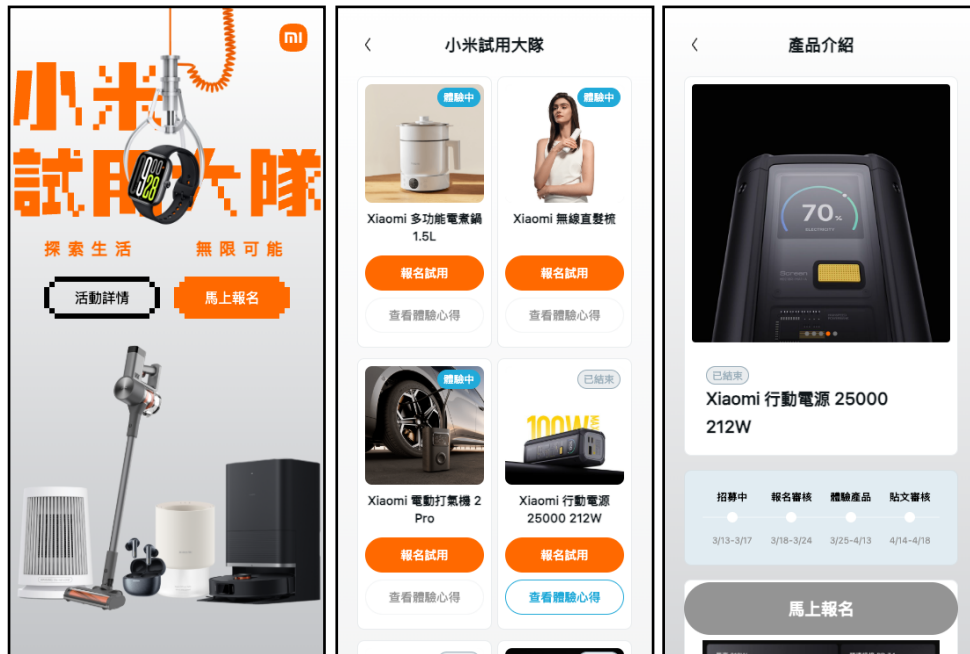 小米
試用大隊
探索生活 無限可能
活動詳情
馬上報名
小米試用大隊
體驗中
體驗中
Xiaomi 多功能電煮鍋
1.5L
Xiaomi 無線直髮梳
報名試用
報名試用
查看體驗心得
查看體驗心得
體驗中
已結束
100W MAX
Xiaomi 電動打氣機 2
Pro
Xiaomi 行動電源
25000 212W
報名試用
報名試用
查看體驗心得
查看體驗心得
產品介紹
70%
ELECTRICITY
Screen
已結束
Xiaomi 行動電源 25000
212W
招募中 報名審核 體驗產品 貼文審核
3/13-3/17 3/18-3/24 3/25-4/13 4/14-4/18
馬上報名